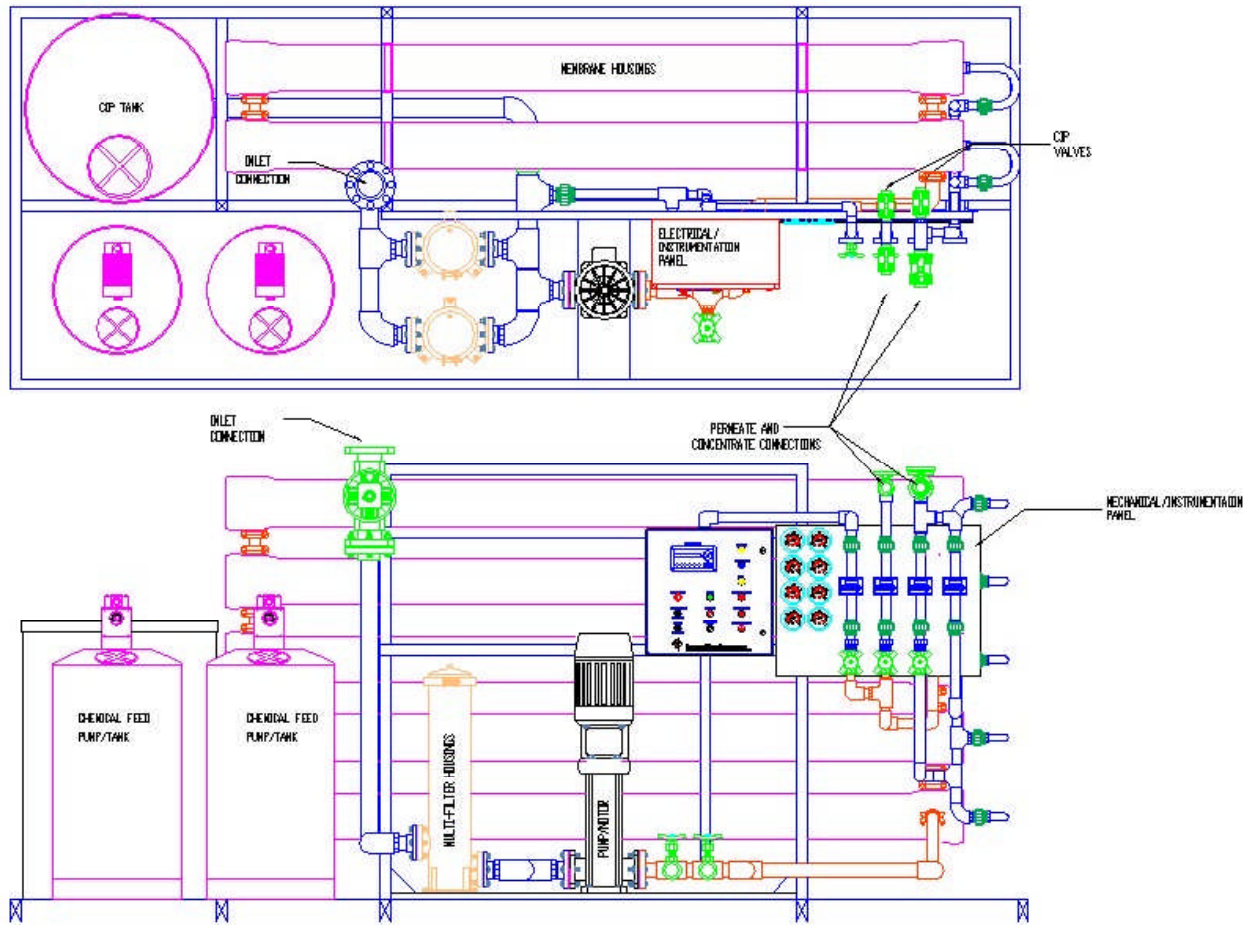 MEMBRANE HOUSINGS
CIP TANK
CIP
VALVES
INLET
CONNECTION
ELECTRICAL/
INSTRUMENTATION
PANEL
INLET
CONNECTION
PERMEATE AND
CONCENTRATE CONNECTIONS
MECHANICAL/INSTRUMENTATION
PANEL
CHEMICAL FEED
PUMP/TANK
CHEMICAL FEED
PUMP/TANK
MULTI-FILTER HOUSINGS
PUMP/MOTOR